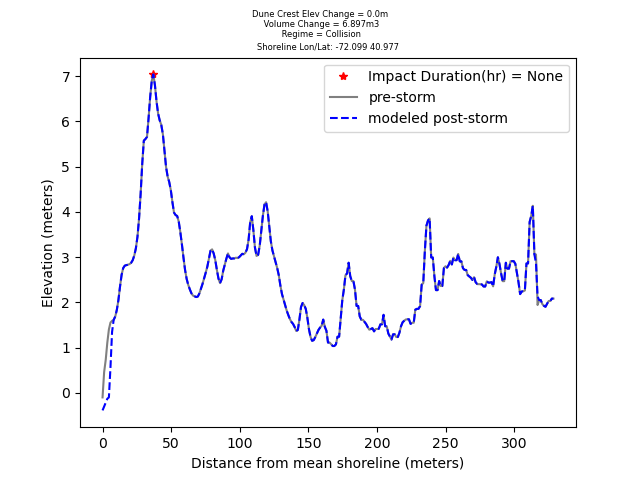 Dune Crest Elev Change = 0.0m
Volume Change = 6.897m3
Regime = Collision
Shoreline Lon/Lat: -72.099 40.977
Impact Duration(hr) = None
pre-storm
modeled post-storm
7
6
5
4
3
2
1
0
Elevation (meters)
0 50 100 150 200 250 300
Distance from mean shoreline (meters)